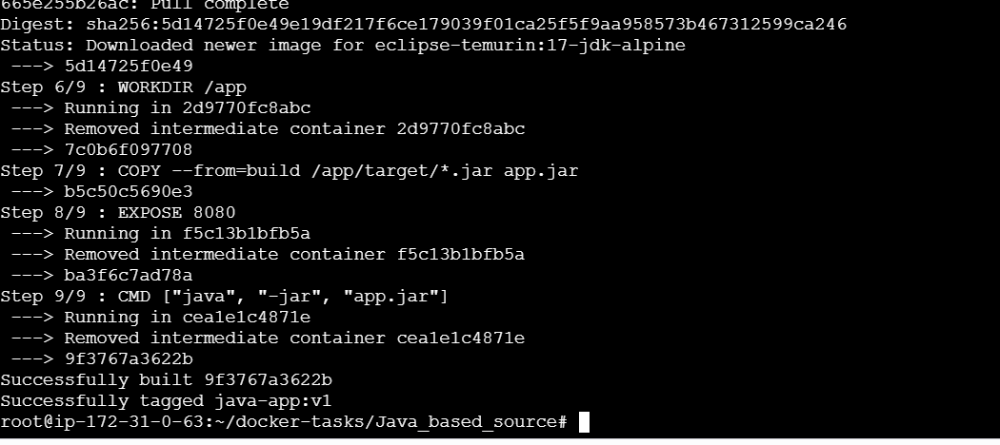 665e255b26ac: Pull complete
Digest: sha256:5d14725f0e49e19df217f6ce179039f01ca25f5f9aa958573b467312599ca246
Status: Downloaded newer image for eclipse-temurin:17-jdk-alpine
---> 5d14725f0e49
Step 6/9 : WORKDIR /app
---> Running in 2d9770fc8abc
---> Removed intermediate container 2d9770fc8abc
---> 7c0b6f097708
Step 7/9 : COPY --from=build /app/target/*.jar app.jar
---> b5c50c5690e3
Step 8/9 : EXPOSE 8080
---> Running in f5c13b1bfb5a
---> Removed intermediate container f5c13b1bfb5a
---> ba3f6c7ad78a
Step 9/9 : CMD ["java", "-jar", "app.jar"]
---> Running in cea1e1c4871e
---> Removed intermediate container cea1e1c4871e
---> 9f3767a3622b
Successfully built 9f3767a3622b
Successfully tagged java-app:v1
root@ip-172-31-0-63:~/docker-tasks/Java_based_source#